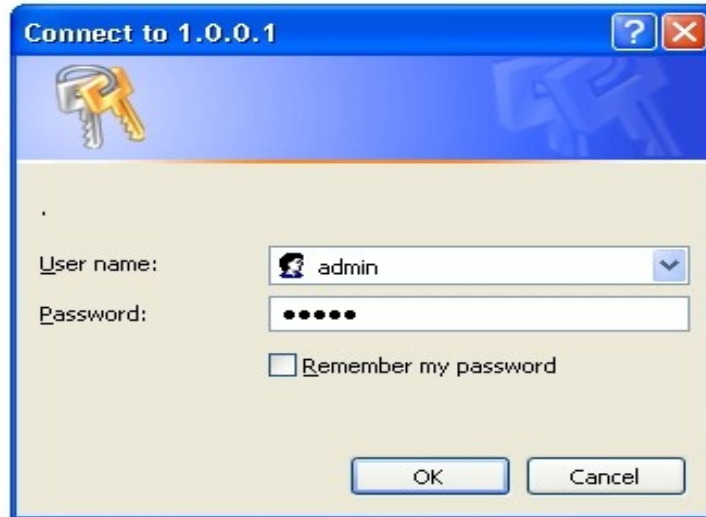 Connect to 1.0.0.1
.
User name:
admin
Password:
•••••
Remember my password
OK
Cancel